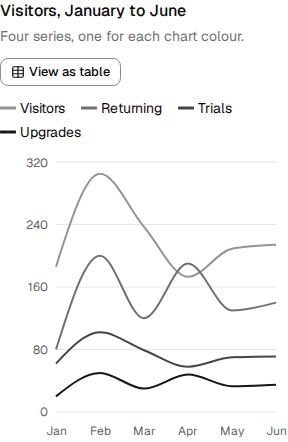 Visitors, January to June
Four series, one for each chart colour.
View as table
Visitors Returning Trials
Upgrades
320
240
160
80
0
Jan Feb Mar Apr May Jun